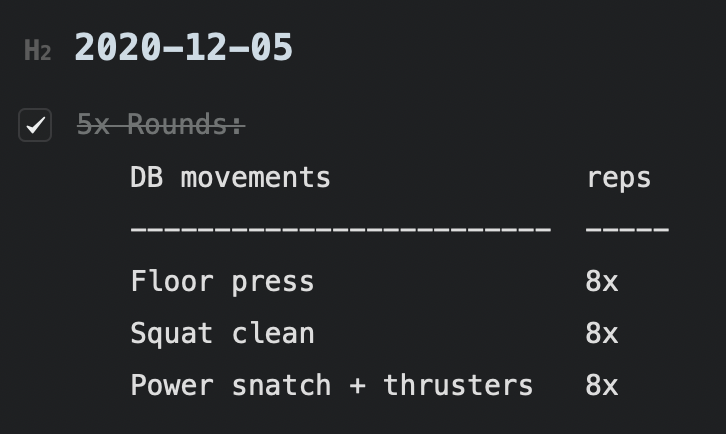 H2 2020-12-05
5x Rounds:
DB movements reps
------------------------- -----
Floor press 8x
Squat clean 8x
Power snatch + thrusters 8x